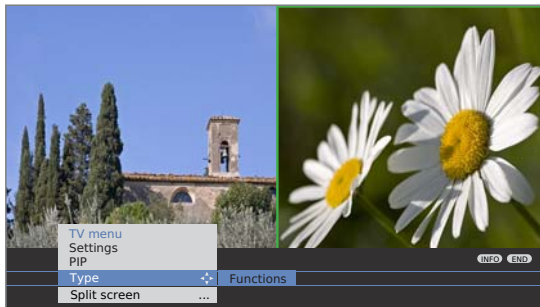 TV menu
Settings
PIP
Type Functions
Split screen ...
INFO END